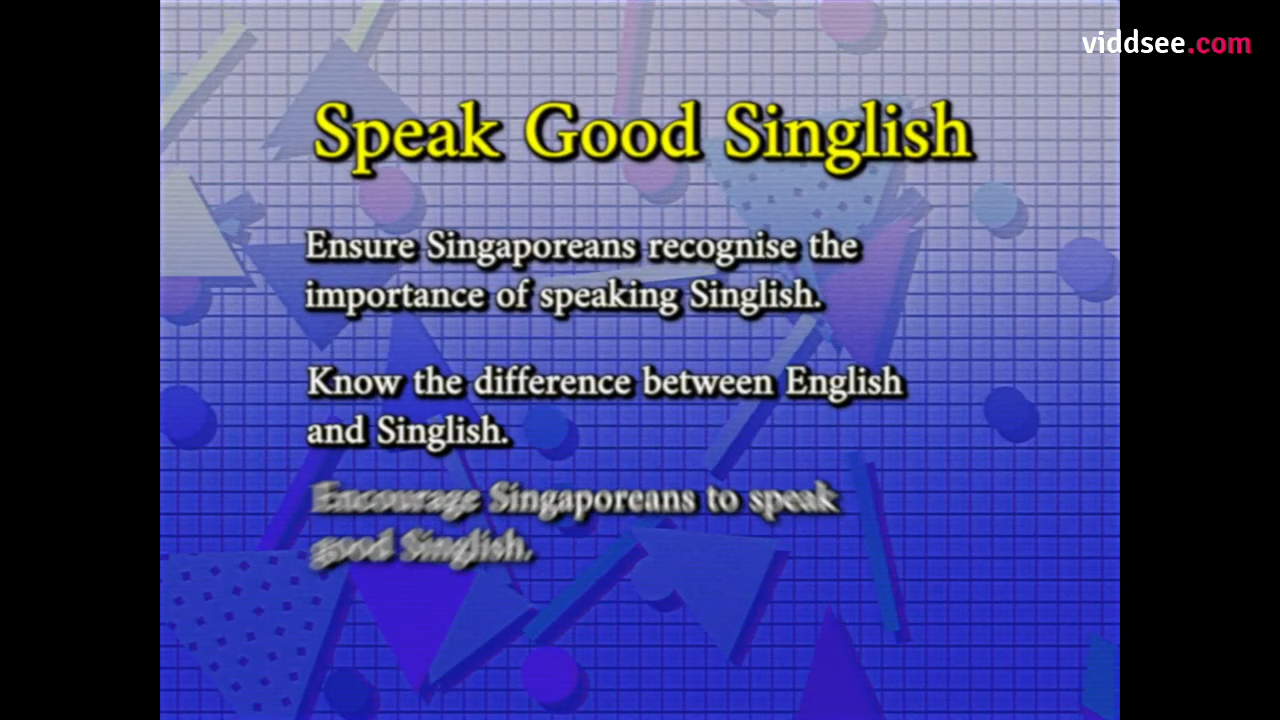 viddsee.com
Speak Good Singlish
Ensure Singaporeans recognise the
importance of speaking Singlish.
Know the difference between English
and Singlish.
Encourage Singaporeans to speak
good Singlish.